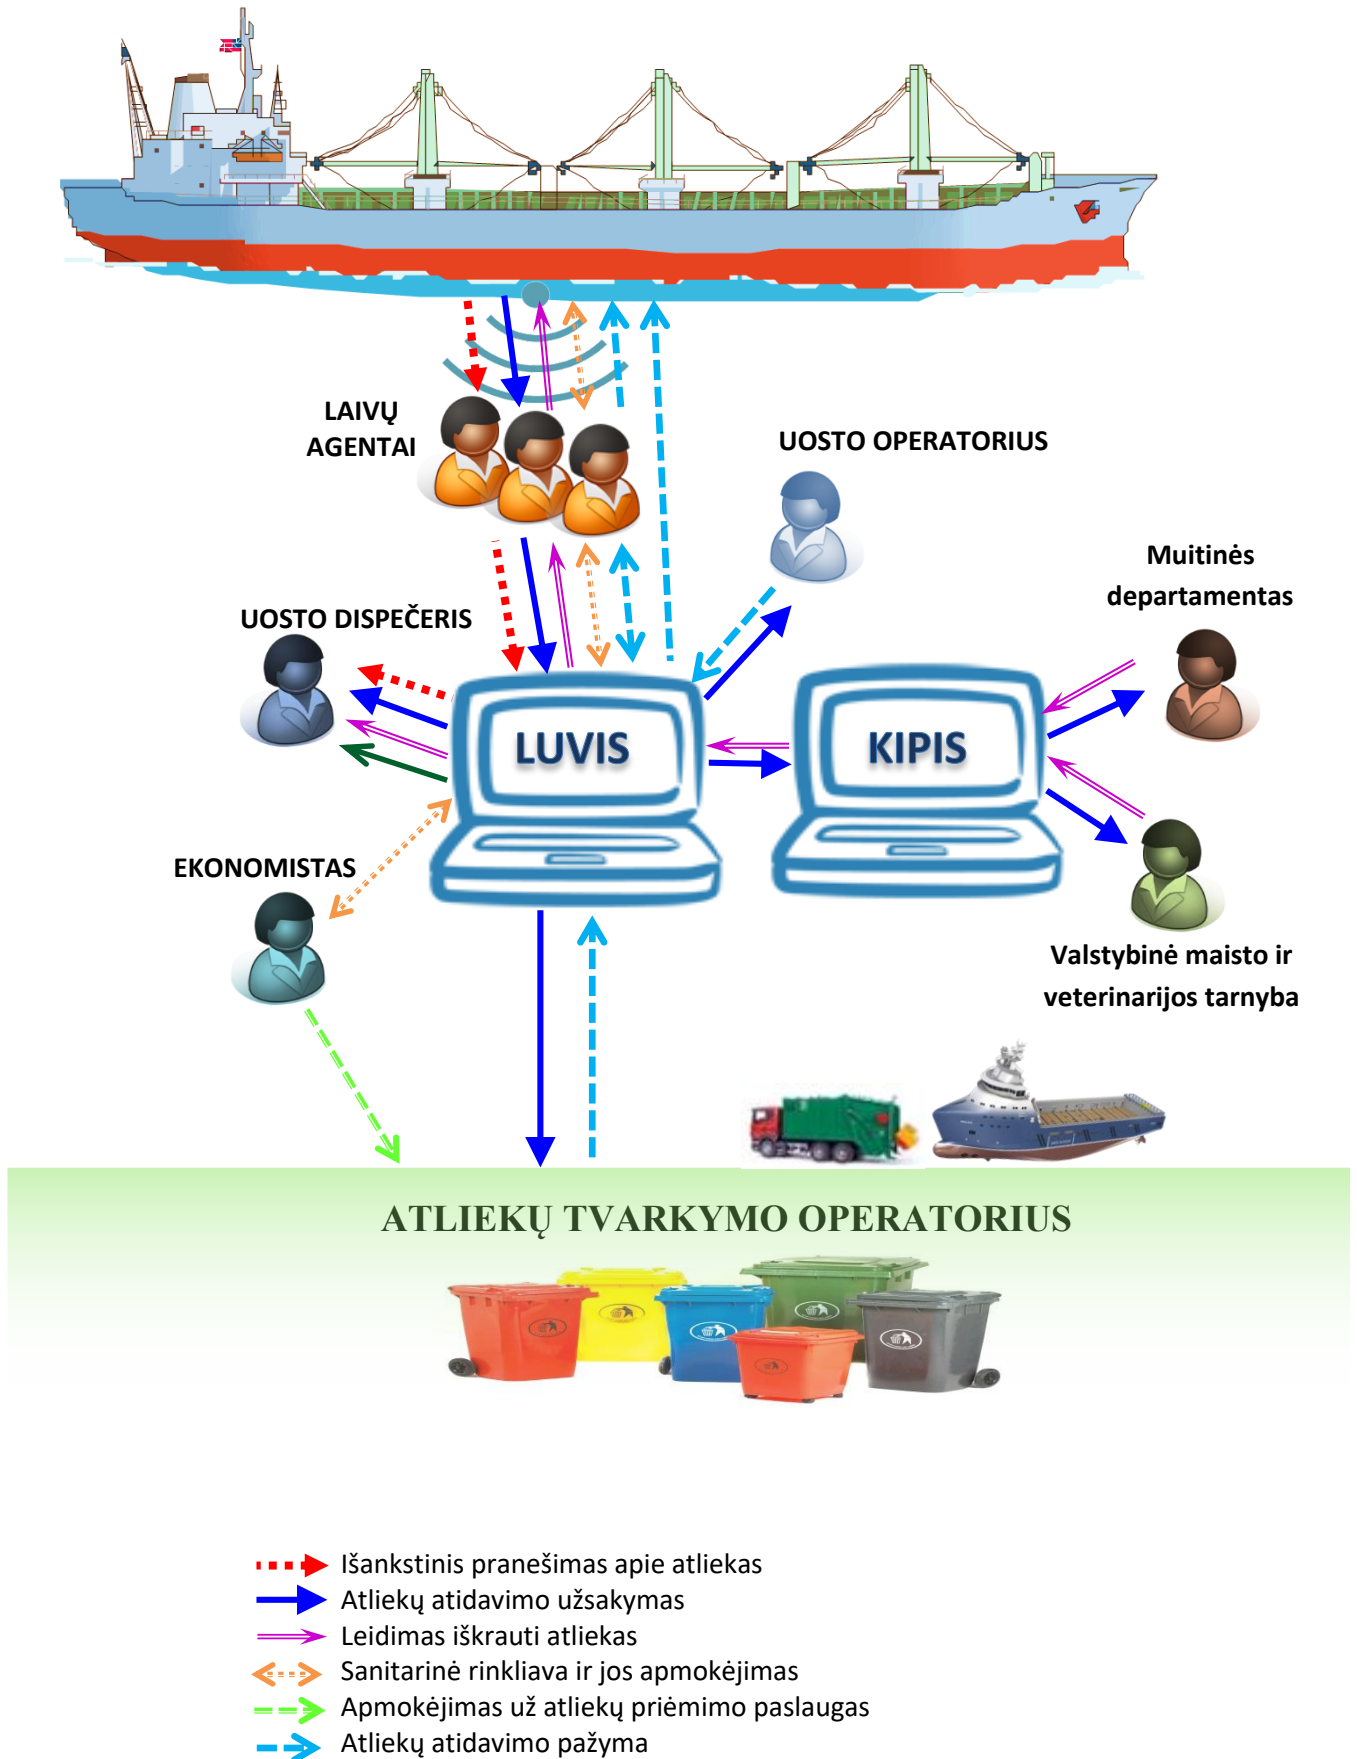 LAIVŲ
AGENTAI
UOSTO OPERATORIUS
Muitinės
departamentas
UOSTO DISPEČERIS
LUVIS
KIPIS
EKONOMISTAS
Valstybinė maisto ir
veterinarijos tarnyba
ATLIEKŲ TVARKYMO OPERATORIUS
Išankstinis pranešimas apie atliekas
Atliekų atidavimo užsakymas
Leidimas iškrauti atliekas
Sanitarinė rinkliava ir jos apmokėjimas
Apmokėjimas už atliekų priėmimo paslaugas
Atliekų atidavimo pažyma